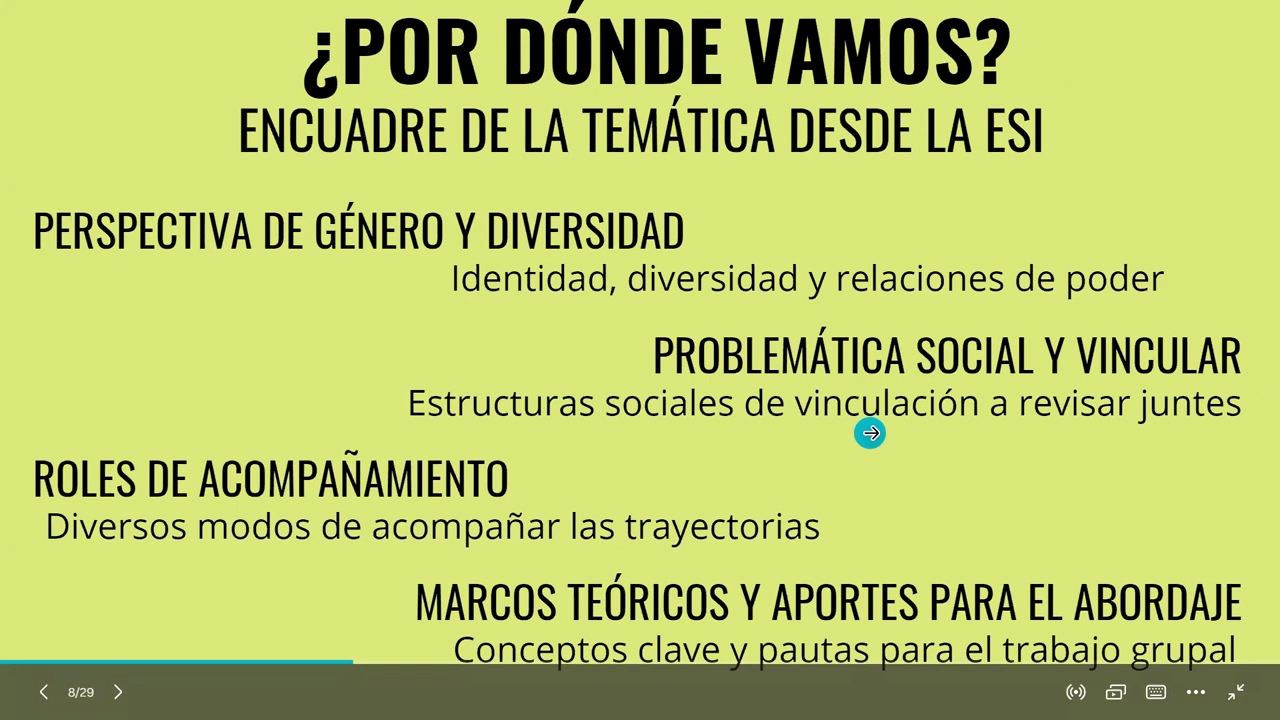 ¿POR DÓNDE VAMOS?
ENCUADRE DE LA TEMÁTICA DESDE LA ESI
PERSPECTIVA DE GÉNERO Y DIVERSIDAD
Identidad, diversidad y relaciones de poder
PROBLEMÁTICA SOCIAL Y VINCULAR
Estructuras sociales de vinculación a revisar juntes
ROLES DE ACOMPAÑAMIENTO
Diversos modos de acompañar las trayectorias
MARCOS TEÓRICOS Y APORTES PARA EL ABORDAJE
Conceptos clave y pautas para el trabajo grupal
8/29